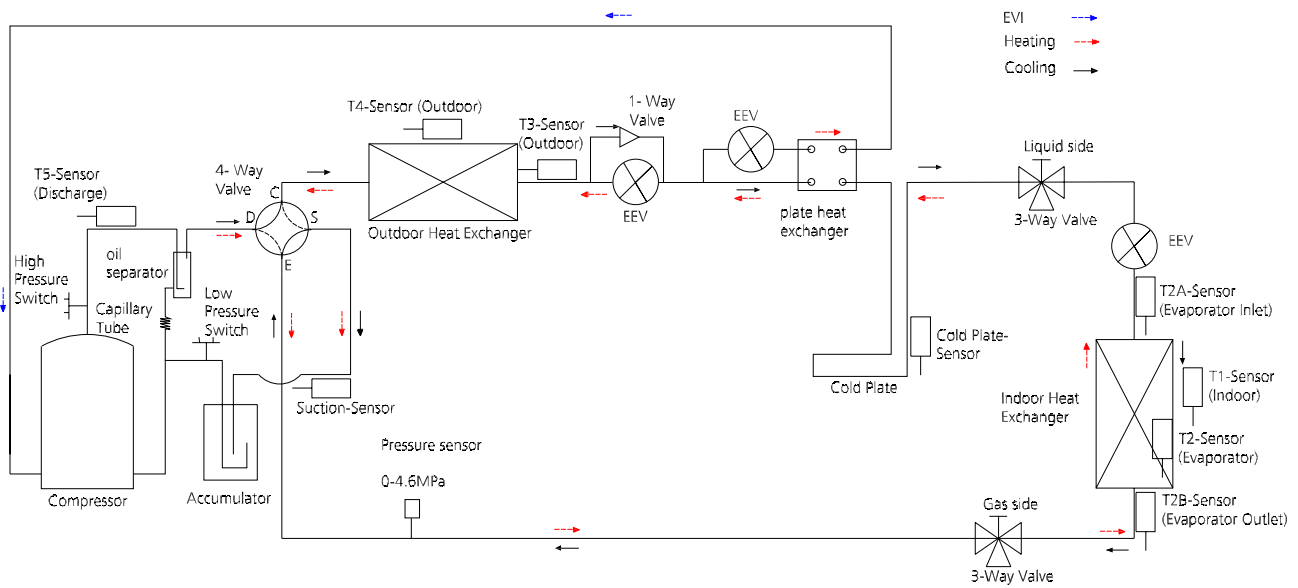 EVI
Heating
Cooling
T4-Sensor (Outdoor)
1- Way
Valve
T3-Sensor
(Outdoor)
EEV
EEV
plate heat
exchanger
Liquid side
3-Way Valve
EEV
T5-Sensor
(Discharge)
4- Way
Valve
C
D
S
E
Outdoor Heat Exchanger
High
Pressure
Switch
oil
separator
Capillary
Tube
Low
Pressure
Switch
T2A-Sensor
(Evaporator Inlet)
Cold Plate-
Sensor
Cold Plate
Suction-Sensor
T1-Sensor
(Indoor)
Indoor Heat
Exchanger
T2-Sensor
(Evaporator)
Pressure sensor
0-4.6MPa
Compressor
Accumulator
T2B-Sensor
(Evaporator Outlet)
Gas side
3-Way Valve